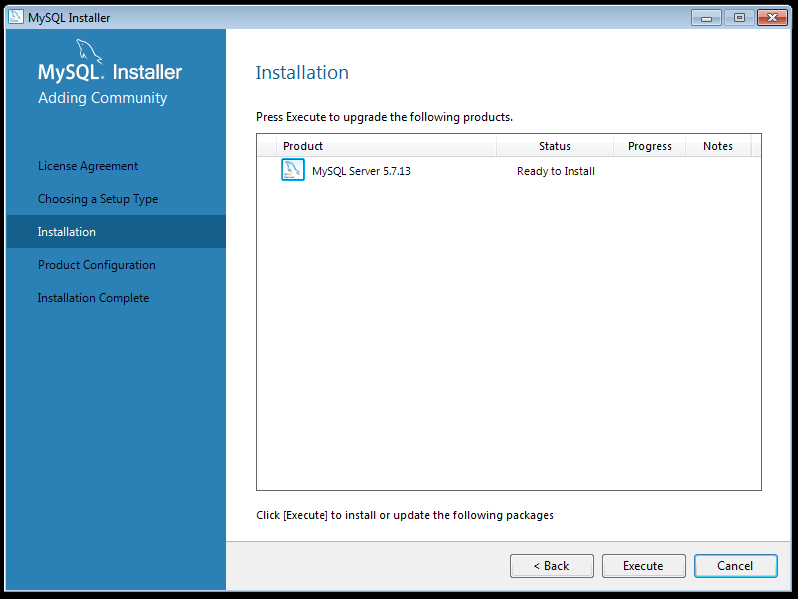 MySQL Installer
MySQL. Installer
Adding Community
License Agreement
Choosing a Setup Type
Installation
Product Configuration
Installation Complete
Installation
Press Execute to upgrade the following products.
Product Status Progress Notes
MySQL Server 5.7.13 Ready to Install
Click [Execute] to install or update the following packages
< Back Execute Cancel